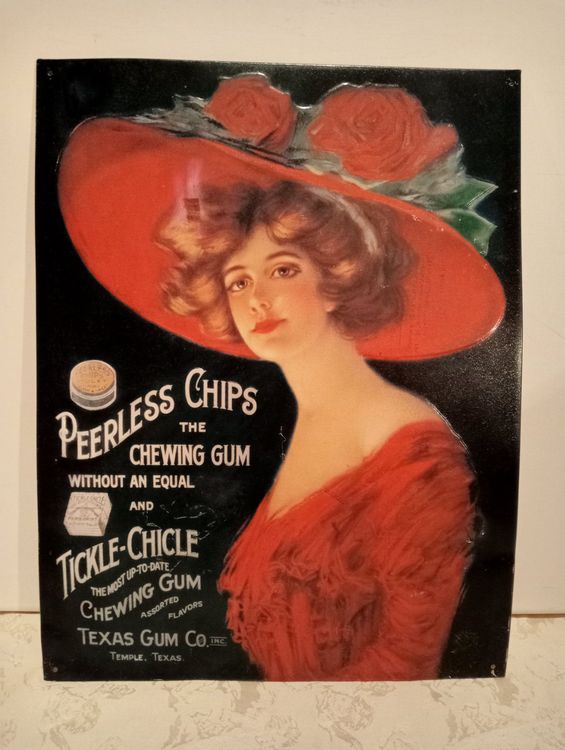 PEERLESS CHIPS
THE
CHEWING GUM
WITHOUT AN EQUAL
AND
TICKLE-CHICLE
THE MOST UP-TO-DATE
CHEWING GUM
ASSORTED
FLAVORS
TEXAS GUM CO. INC.
TEMPLE, TEXAS.